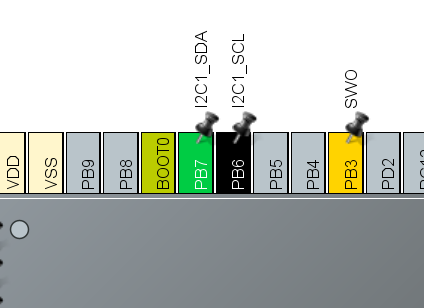 I2C1_SDA
I2C1_SCL
SWO
VDD
VSS
PB9
PB8
BOOT0
PB7
PB6
PB5
PB4
PB3
PD2